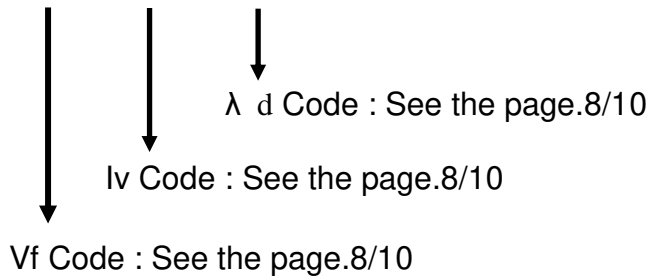 λ d Code : See the page.8/10
Iv Code : See the page.8/10
Vf Code : See the page.8/10